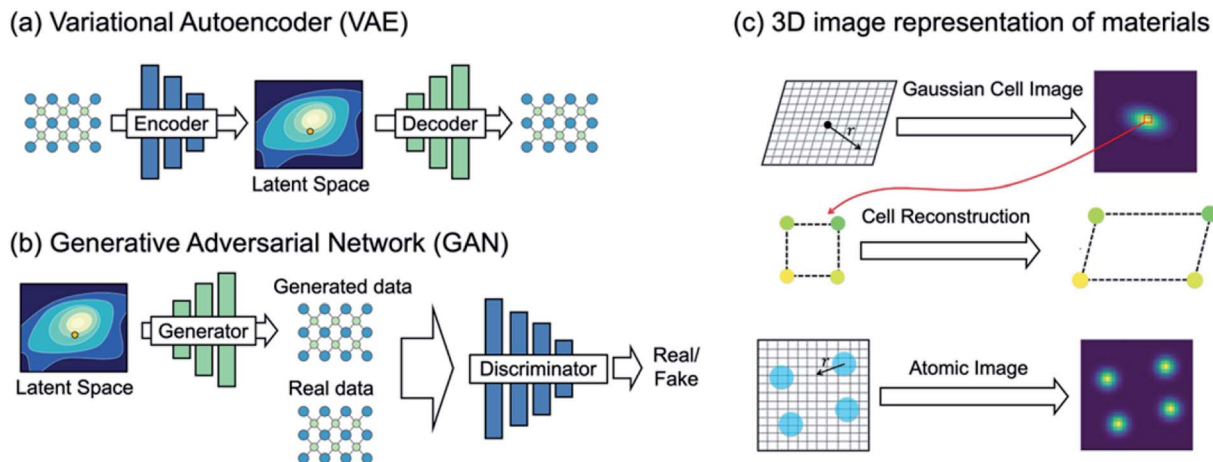 (a) Variational Autoencoder (VAE)
Encoder
Latent Space
Decoder
(b) Generative Adversarial Network (GAN)
Latent Space
Generator
Generated data
Real data
Discriminator
Real/
Fake
(c) 3D image representation of materials
r
Gaussian Cell Image
Cell Reconstruction
r
Atomic Image